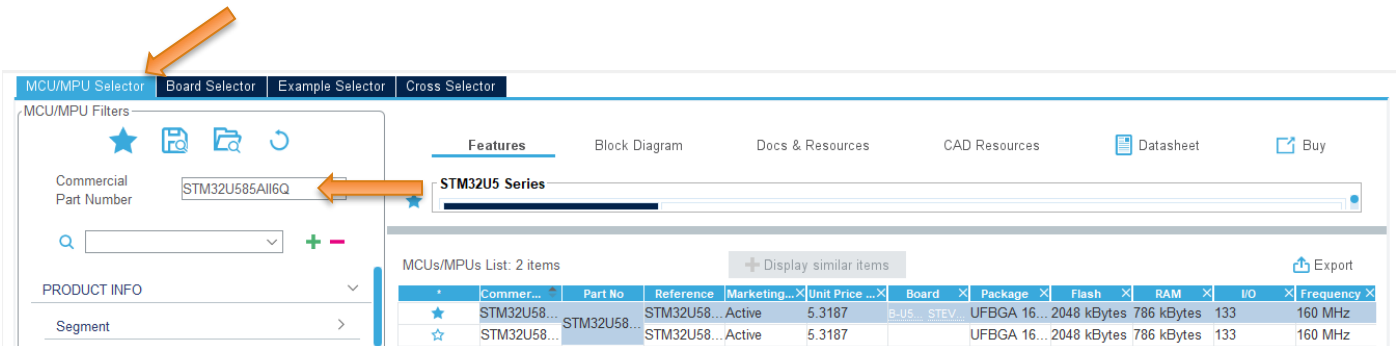 MCU/MPU Selector Board Selector Example Selector Cross Selector
MCU/MPU Filters
Features Block Diagram Docs & Resources CAD Resources Datasheet Buy
Commercial
Part Number
STM32U585AII6Q
STM32U5 Series
MCUs/MPUs List: 2 items + Display similar items Export
PRODUCT INFO
* Commer... Part No Reference Marketing... X Unit Price ... X Board X Package X Flash X RAM X I/O X Frequency X
Segment
STM32U58... STM32U58... STM32U58... Active 5.3187 B-U5... STEV... UFBGA 16... 2048 kBytes 786 kBytes 133 160 MHz
STM32U58... STM32U58... Active 5.3187 UFBGA 16... 2048 kBytes 786 kBytes 133 160 MHz